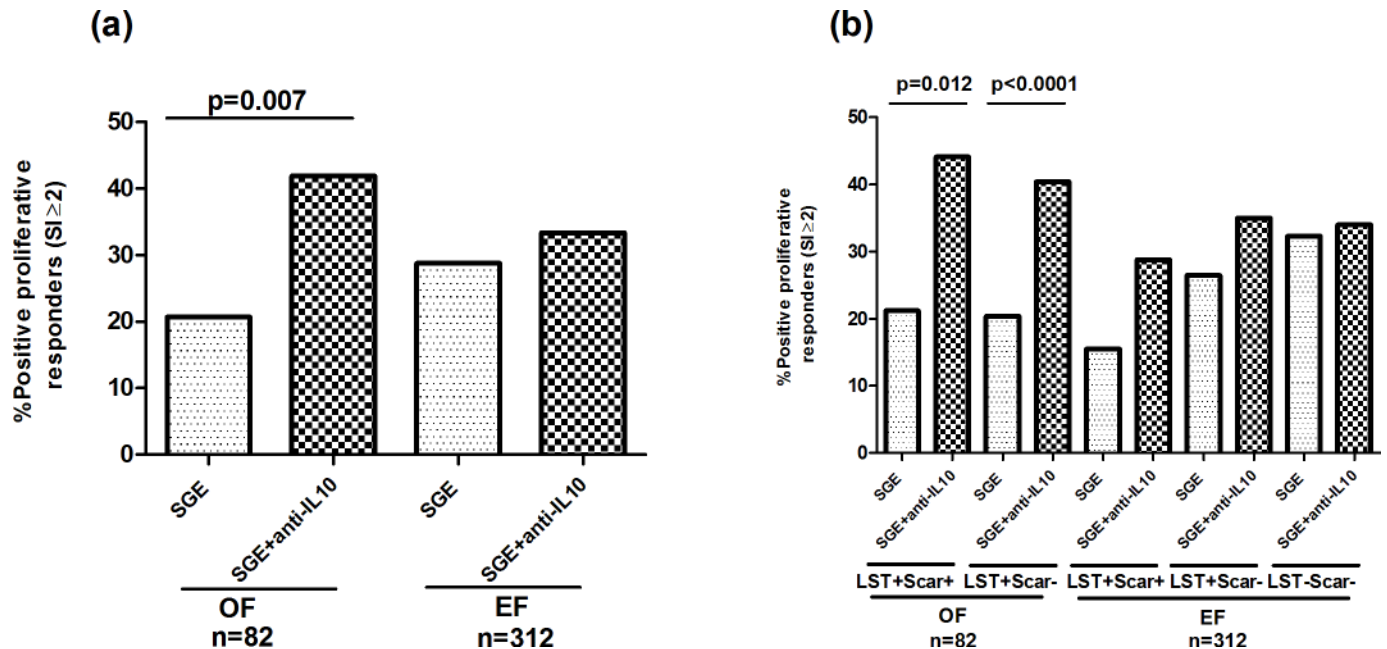 (a)
p=0.007
%Positive proliferative
responders (SI≥2)
50
40
30
20
10
0
SGE
SGE+anti-IL10
SGE
SGE+anti-IL10
OF
n=82
EF
n=312
(b)
p=0.012
p<0.0001
%Positive proliferative
responders (SI≥2)
50
40
30
20
10
0
SGE
SGE+anti-IL10
SGE
SGE+anti-IL10
SGE
SGE+anti-IL10
SGE
SGE+anti-IL10
SGE
SGE+anti-IL10
LST+Scar+
LST+Scar-
LST+Scar+
LST+Scar-
LST-Scar-
OF
n=82
EF
n=312